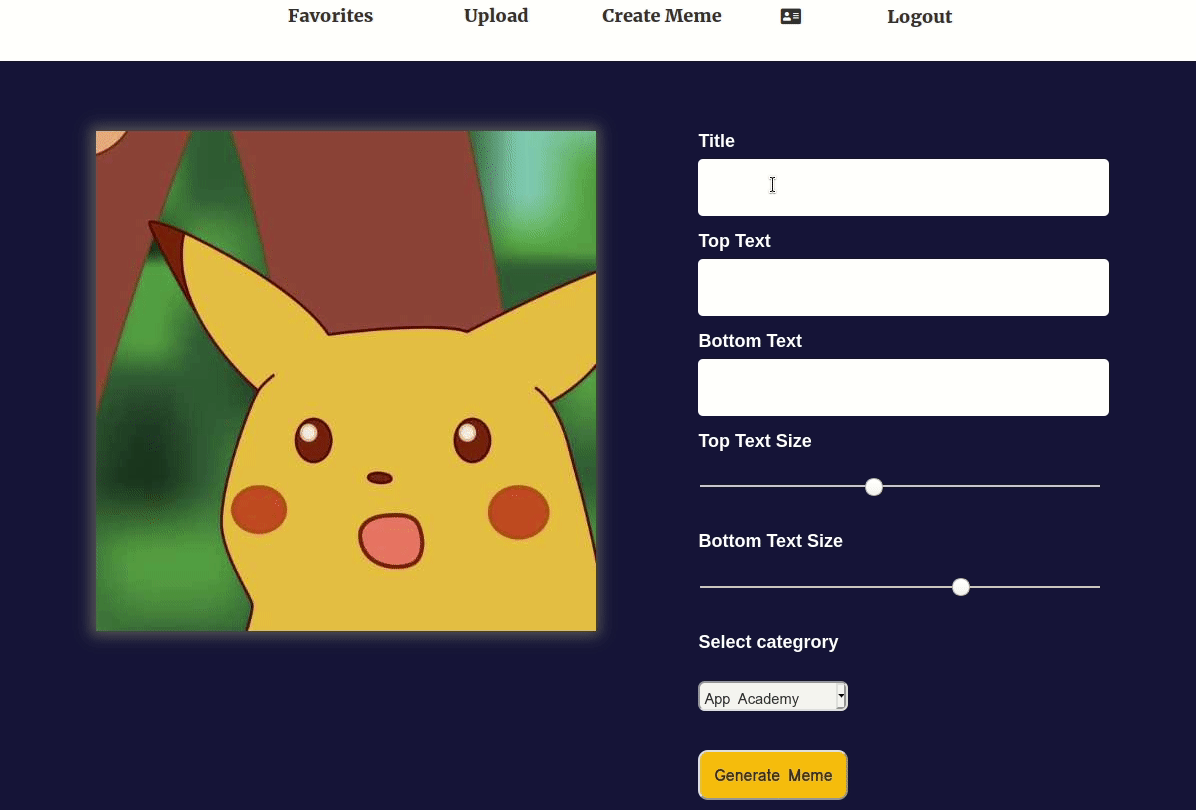 Favorites Upload Create Meme Logout
Title
Top Text
Bottom Text
Top Text Size
Bottom Text Size
Select categrory
App Academy
Generate Meme